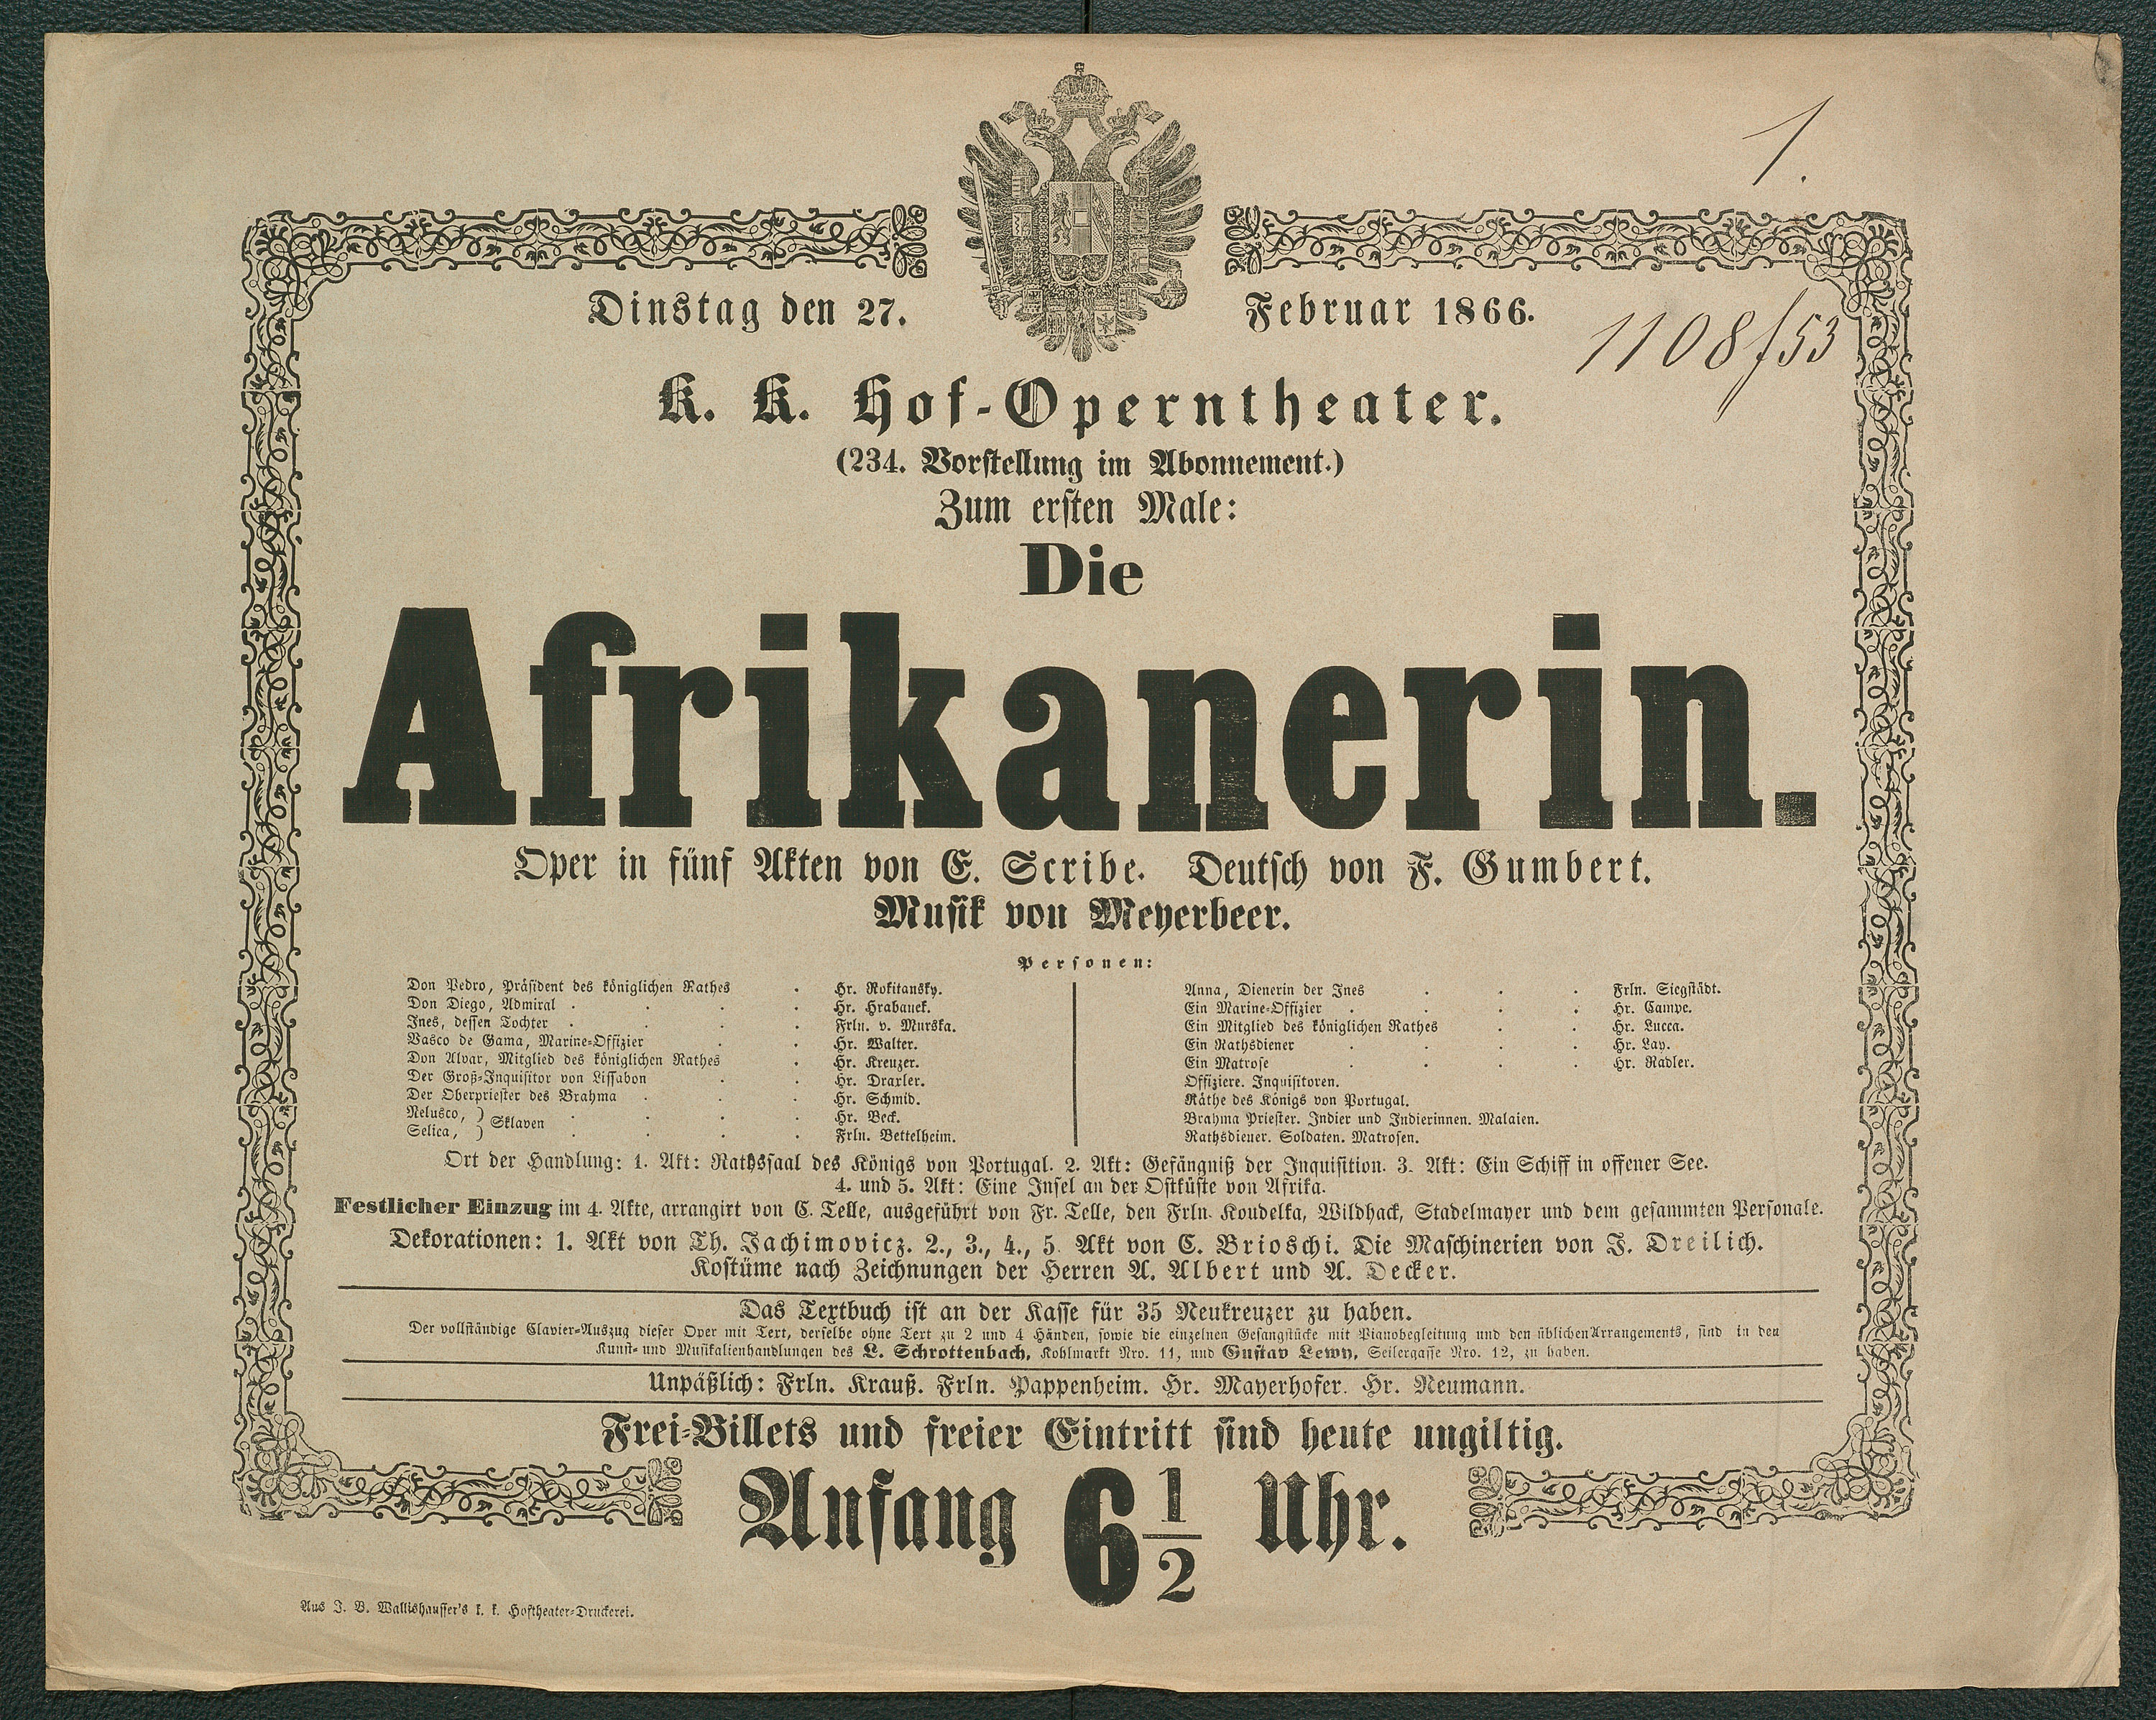 1.
Dinstag den 27. Februar 1866.
1108/53
K. K. Hof-Operntheater.
(234. Vorstellung im Abonnement.)
Zum ersten Male:
Die
Afrikanerin.
Oper in fünf Akten von E. Scribe. Deutsch von F. Gumbert.
Musik von Meyerbeer.
Personen:
Don Pedro, Präsident des königlichen Rathes . Hr. Rokitansky.
Don Diego, Admiral . . . . Hr. Hrabanek.
Ines, dessen Tochter . . . . Frln. v. Murska.
Vasco de Gama, Marine-Offizier . . Hr. Walter.
Don Alvar, Mitglied des königlichen Rathes . Hr. Kreuzer.
Der Groß-Inquisitor von Lissabon . . Hr. Draxler.
Der Oberpriester des Brahma . . . Hr. Schmid.
Nelusco, ) Sklaven . . . . Hr. Beck.
Selica, ) . . . . Frln. Bettelheim.
Anna, Dienerin der Ines . . . Frln. Siegstädt.
Ein Marine-Offizier . . . . Hr. Campe.
Ein Mitglied des königlichen Rathes . . Hr. Lucca.
Ein Rathsdiener . . . . Hr. Lay.
Ein Matrose . . . . Hr. Radler.
Offiziere. Inquisitoren.
Räthe des Königs von Portugal.
Brahma Priester. Indier und Indierinnen. Malaien.
Rathsdiener. Soldaten. Matrosen.
Ort der Handlung: 1. Akt: Rathssaal des Königs von Portugal. 2. Akt: Gefängniß der Inquisition. 3. Akt: Ein Schiff in offener See.
4. und 5. Akt: Eine Insel an der Ostküste von Afrika.
Festlicher Einzug im 4. Akte, arrangirt von C. Telle, ausgeführt von Fr. Telle, den Frln. Koudelka, Wildhack, Stadelmayer und dem gesammten Personale.
Dekorationen: 1. Akt von Th. Jachimovicz. 2., 3., 4., 5. Akt von C. Brioschi. Die Maschinerien von J. Dreilich.
Kostüme nach Zeichnungen der Herren A. Albert und A. Decker.
Das Textbuch ist an der Kasse für 35 Neukreuzer zu haben.
Der vollständige Clavier-Auszug dieser Oper mit Text, derselbe ohne Text zu 2 und 4 Händen, sowie die einzelnen Gesangstücke mit Pianobegleitung und den üblichen Arrangements, sind in den
Kunst- und Musikalienhandlungen des L. Schrottenbach, Kohlmarkt Nro. 11, und Gustav Lewy, Seilergasse Nro. 12, zu haben.
Unpäßlich: Frln. Krauß. Frln. Pappenheim. Hr. Mayerhofer. Hr. Neumann.
Frei-Billets und freier Eintritt sind heute ungiltig.
Anfang 6 1/2 Uhr.
Aus J. B. Wallishausser's k. k. Hoftheater-Druckerei.